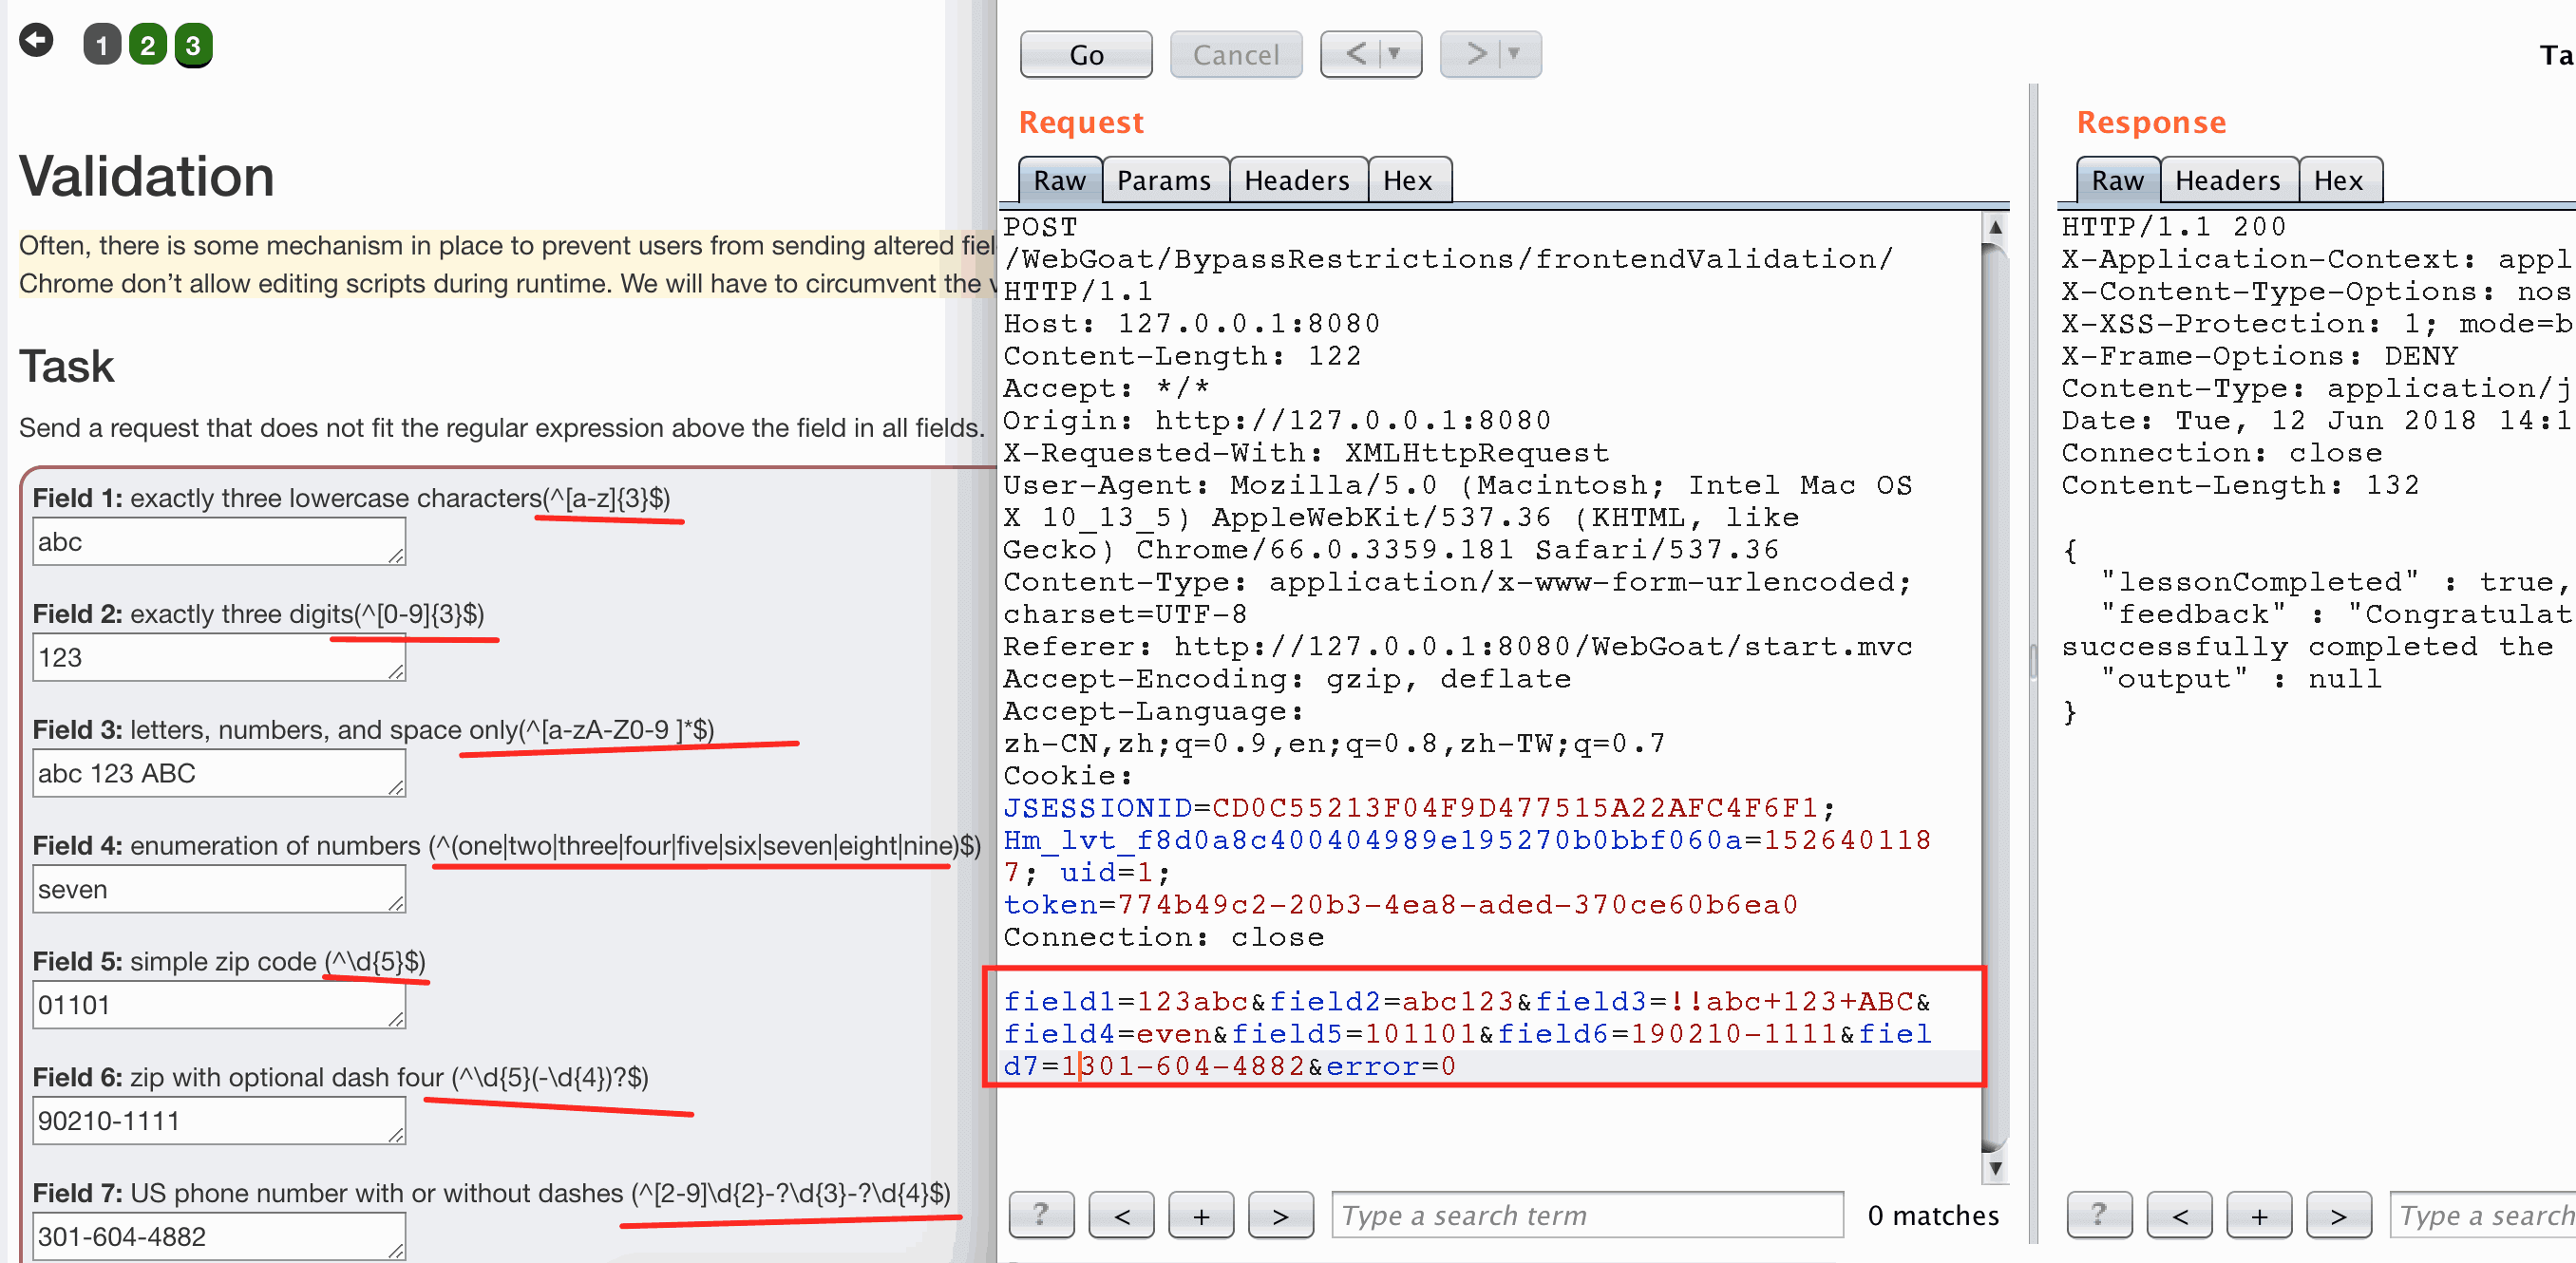 1 2 3
Validation
Often, there is some mechanism in place to prevent users from sending altered fiel
Chrome don’t allow editing scripts during runtime. We will have to circumvent the v
Task
Send a request that does not fit the regular expression above the field in all fields.
Field 1: exactly three lowercase characters(^[a-z]{3}$)
abc
Field 2: exactly three digits(^[0-9]{3}$)
123
Field 3: letters, numbers, and space only(^[a-zA-Z0-9 ]*$)
abc 123 ABC
Field 4: enumeration of numbers (^(one|two|three|four|five|six|seven|eight|nine)$)
seven
Field 5: simple zip code (^\d{5}$)
01101
Field 6: zip with optional dash four (^\d{5}(-\d{4})?$)
90210-1111
Field 7: US phone number with or without dashes (^[2-9]\d{2}-?\d{3}-?\d{4}$)
301-604-4882
Go Cancel < >
Ta
Request
Raw Params Headers Hex
POST
/WebGoat/BypassRestrictions/frontendValidation/
HTTP/1.1
Host: 127.0.0.1:8080
Content-Length: 122
Accept: */*
Origin: http://127.0.0.1:8080
X-Requested-With: XMLHttpRequest
User-Agent: Mozilla/5.0 (Macintosh; Intel Mac OS
X 10_13_5) AppleWebKit/537.36 (KHTML, like
Gecko) Chrome/66.0.3359.181 Safari/537.36
Content-Type: application/x-www-form-urlencoded;
charset=UTF-8
Referer: http://127.0.0.1:8080/WebGoat/start.mvc
Accept-Encoding: gzip, deflate
Accept-Language:
zh-CN,zh;q=0.9,en;q=0.8,zh-TW;q=0.7
Cookie:
JSESSIONID=CD0C55213F04F9D477515A22AFC4F6F1;
Hm_lvt_f8d0a8c400404989e195270b0bbf060a=152640118
7; uid=1;
token=774b49c2-20b3-4ea8-aded-370ce60b6ea0
Connection: close
field1=123abc&field2=abc123&field3=!!abc+123+ABC&
field4=even&field5=101101&field6=190210-1111&fiel
d7=1301-604-4882&error=0
? < + > Type a search term 0 matches
Response
Raw Headers Hex
HTTP/1.1 200
X-Application-Context: appl
X-Content-Type-Options: nos
X-XSS-Protection: 1; mode=b
X-Frame-Options: DENY
Content-Type: application/j
Date: Tue, 12 Jun 2018 14:1
Connection: close
Content-Length: 132
{
"lessonCompleted" : true,
"feedback" : "Congratulat
successfully completed the
"output" : null
}
? < + > Type a search